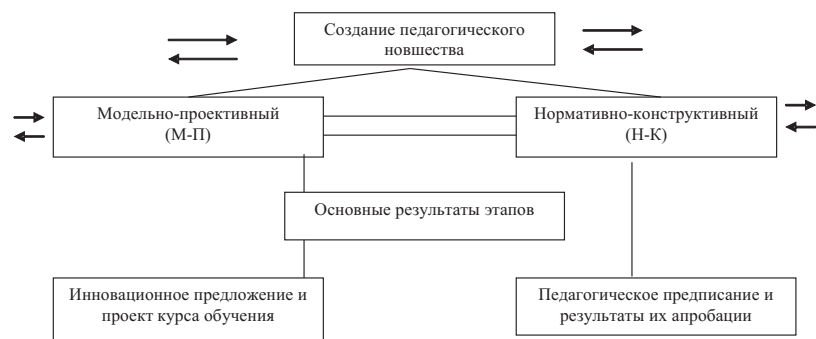 Создание педагогического
новшества
Модельно-проективный
(М-П)
Нормативно-конструктивный
(Н-К)
Основные результаты этапов
Инновационное предложение и
проект курса обучения
Педагогическое предписание и
результаты их апробации